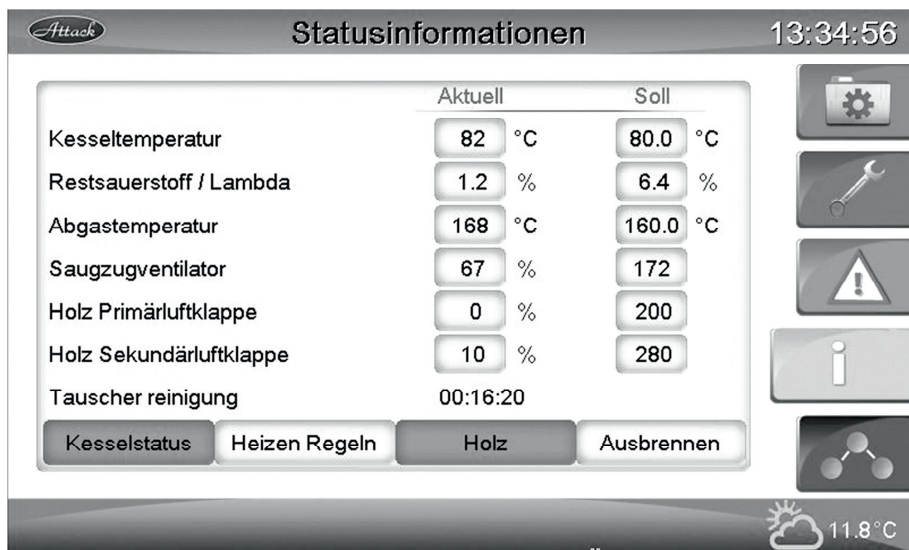 Attack Statusinformationen 13:34:56
Aktuell Soll
Kesseltemperatur 82 °C 80.0 °C
Restsauerstoff / Lambda 1.2 % 6.4 %
Abgastemperatur 168 °C 160.0 °C
Saugzugventilator 67 % 172
Holz Primärluftklappe 0 % 200
Holz Sekundärluftklappe 10 % 280
Tauscher reinigung 00:16:20
Kesselstatus Heizen Regeln Holz Ausbrennen
11.8°C